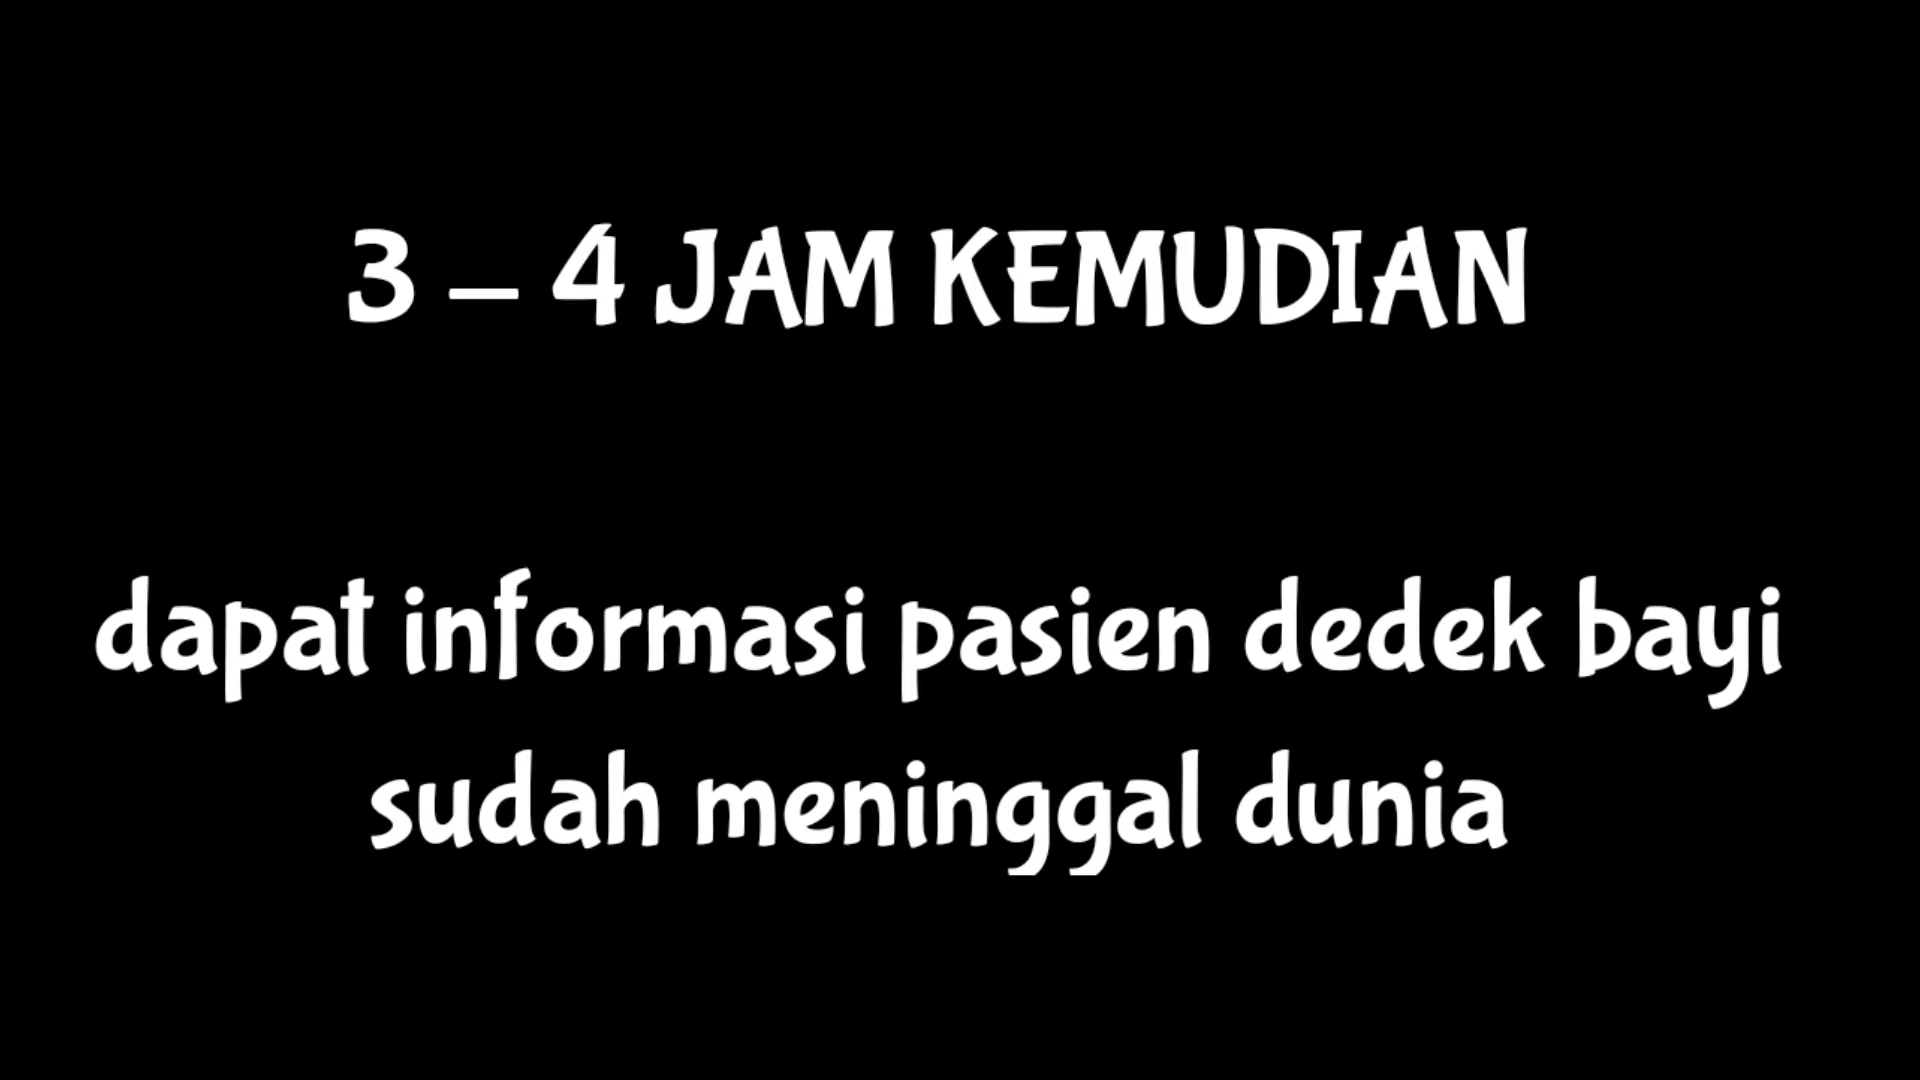 3 – 4 JAM KEMUDIAN
dapat informasi pasien dedek bayi
sudah meninggal dunia